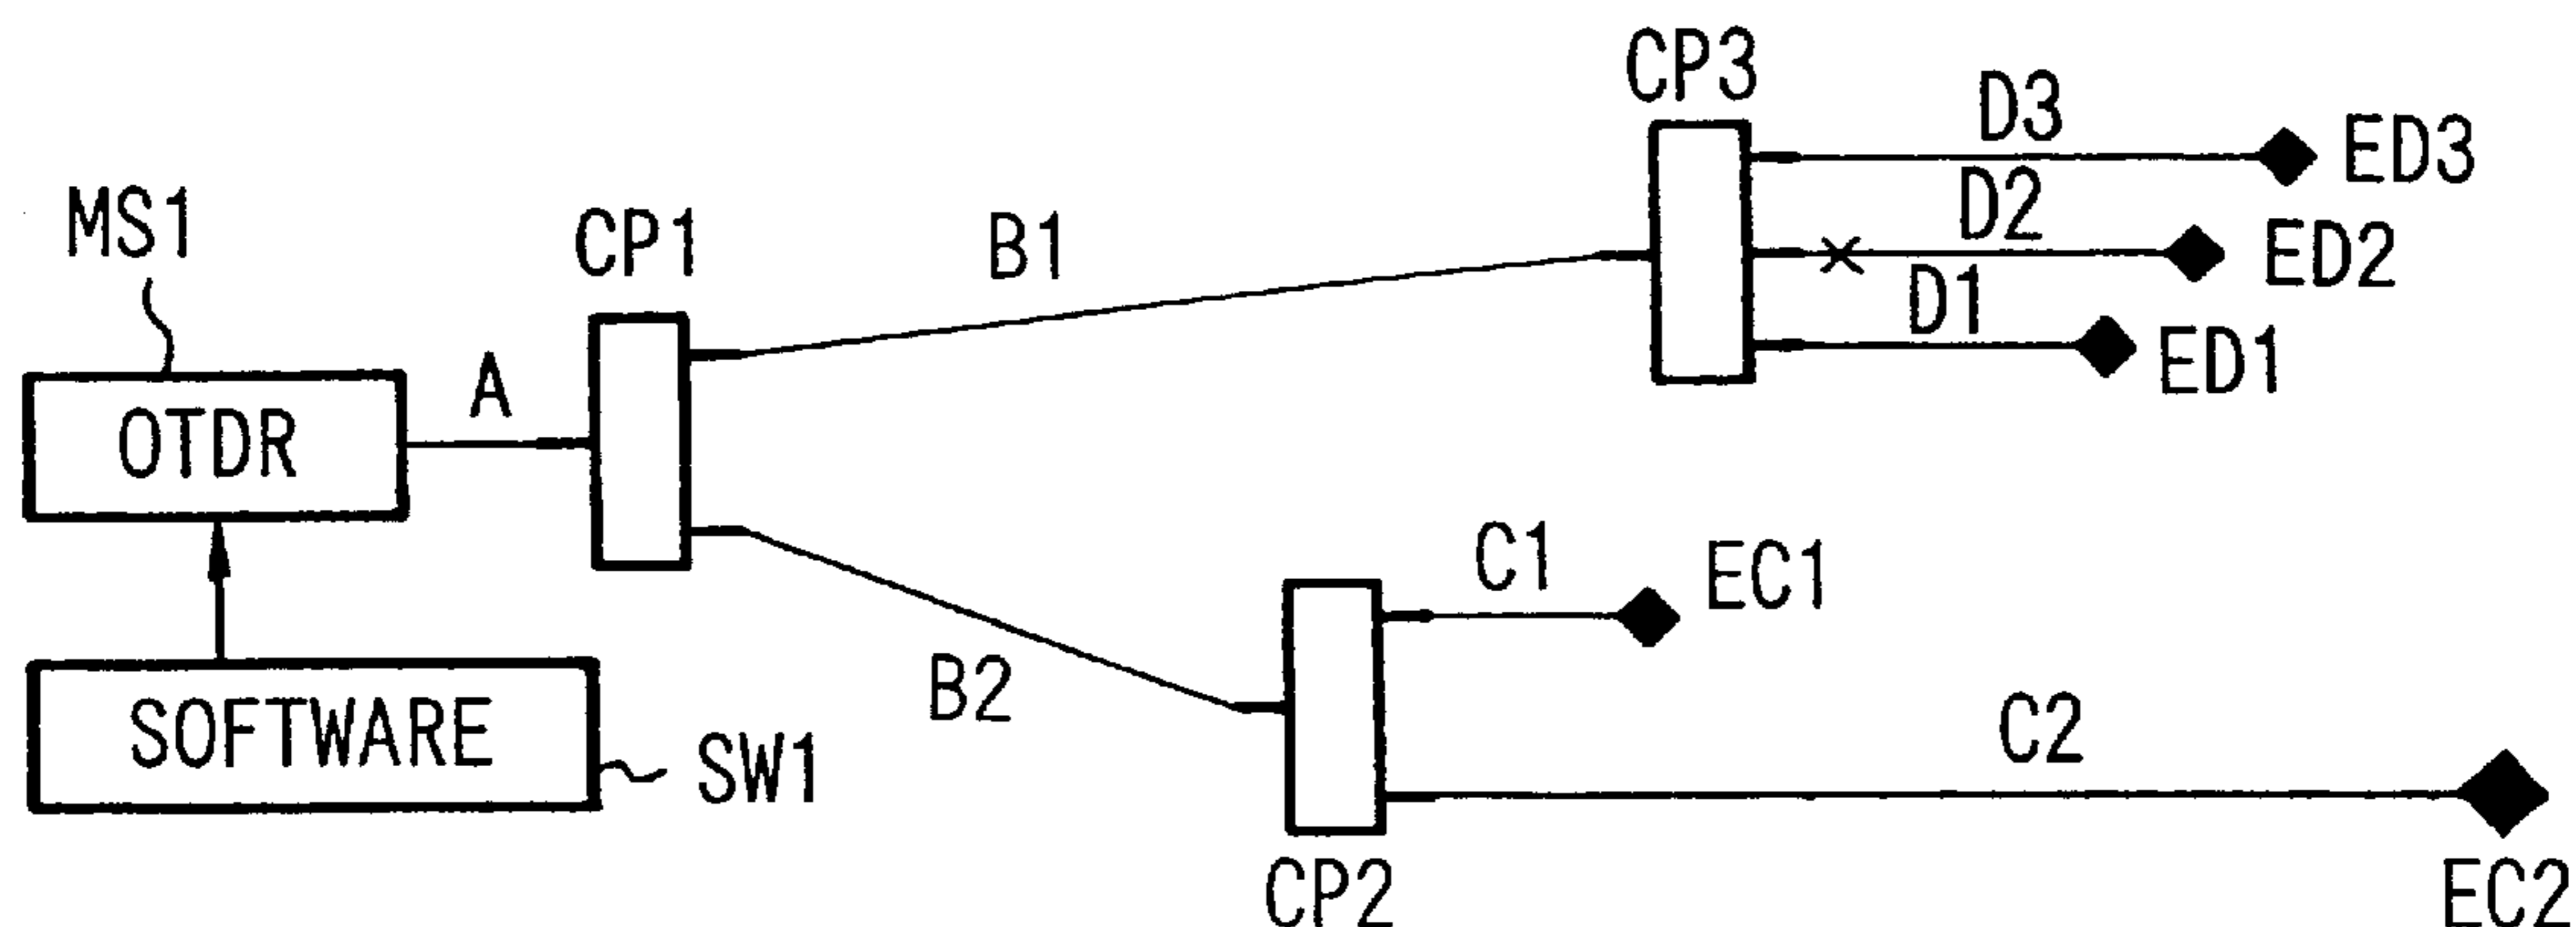 CP3
D3
ED3
MS1
CP1
B1
D2
ED2
D1
ED1
A
OTDR
C1
EC1
B2
SOFTWARE
SW1
C2
CP2
EC2